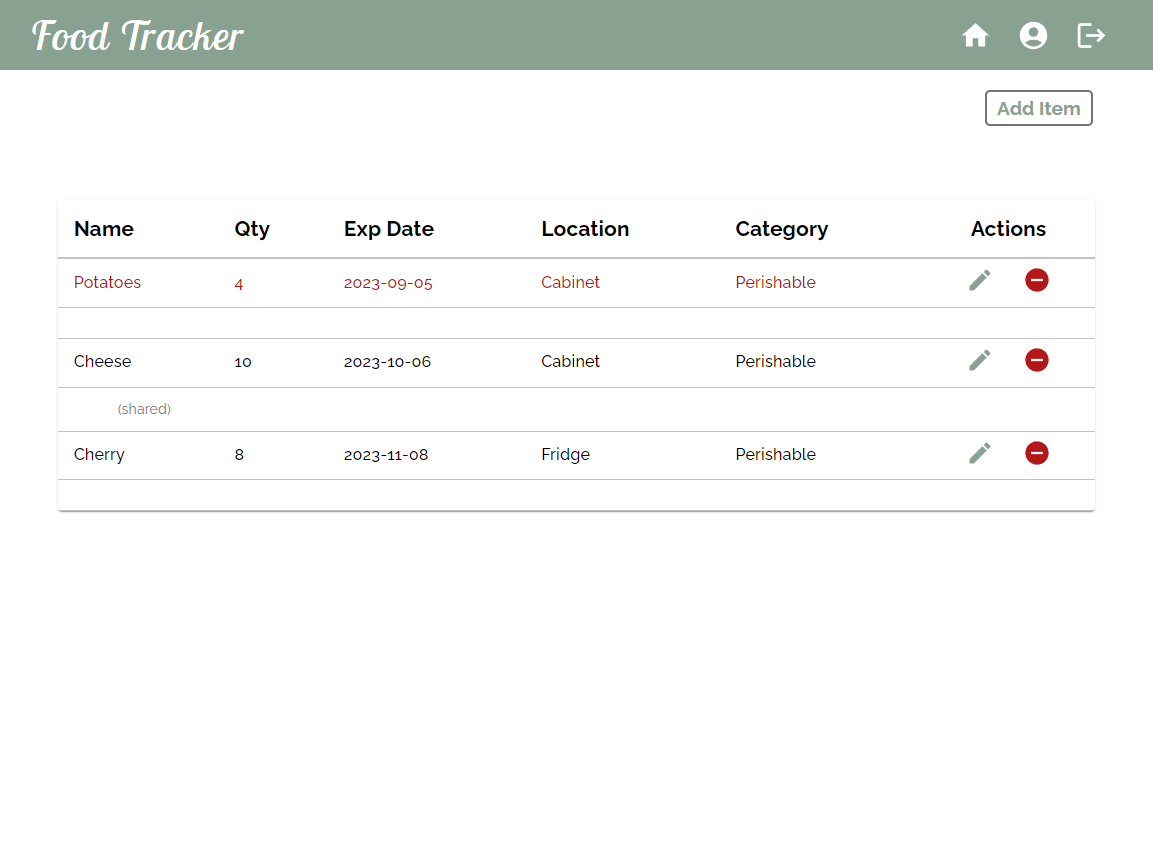 Food Tracker
Add Item
Name Qty Exp Date Location Category Actions
Potatoes 4 2023-09-05 Cabinet Perishable
Cheese 10 2023-10-06 Cabinet Perishable
(shared)
Cherry 8 2023-11-08 Fridge Perishable